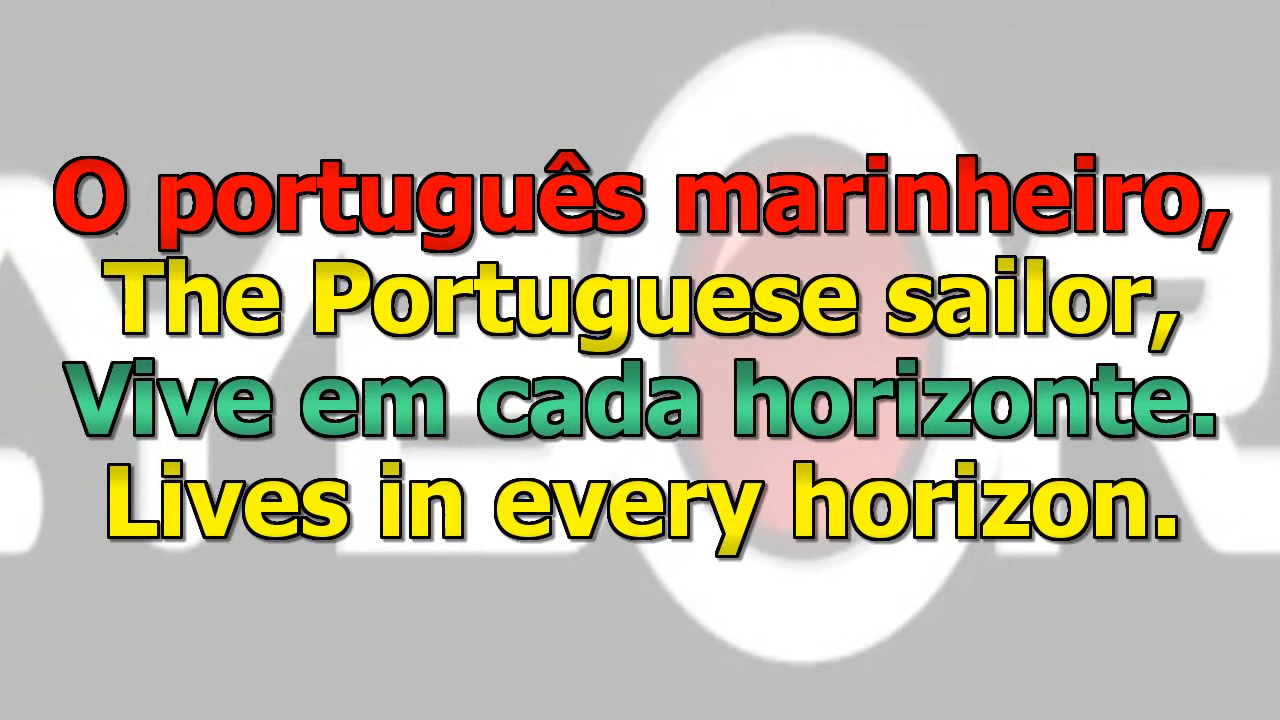 O português marinheiro,
The Portuguese sailor,
Vive em cada horizonte.
Lives in every horizon.